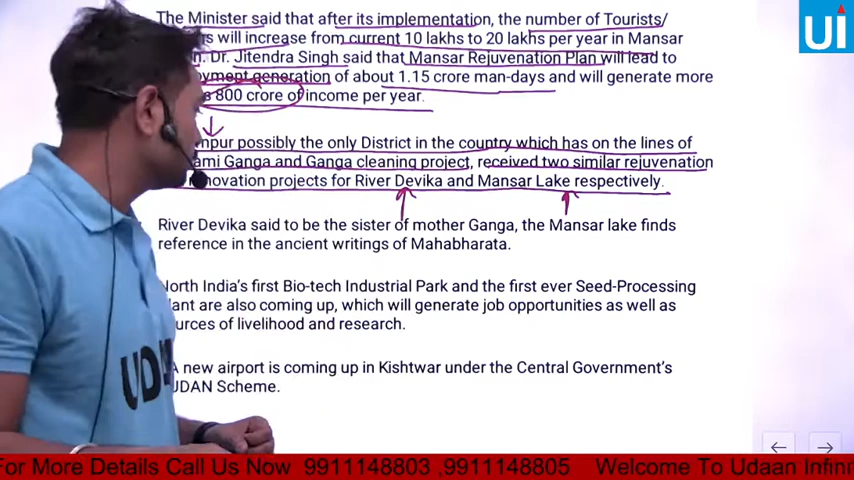 The Minister said that after its implementation, the number of Tourists/
will increase from current 10 lakhs to 20 lakhs per year in Mansar
Dr. Jitendra Singh said that Mansar Rejuvenation Plan will lead to
generation of about 1.15 crore man-days and will generate more
800 crore of income per year.
possibly the only District in the country which has on the lines of
Ganga and Ganga cleaning project, received two similar rejuvenation
projects for River Devika and Mansar Lake respectively.
River Devika said to be the sister of mother Ganga, the Mansar lake finds
reference in the ancient writings of Mahabharata.
North India's first Bio-tech Industrial Park and the first ever Seed-Processing
are also coming up, which will generate job opportunities as well as
of livelihood and research.
A new airport is coming up in Kishtwar under the Central Government's
UDAN Scheme.
UI
UDA
For More Details Call Us Now 9911148803 ,9911148805 Welcome To Udaan Infin